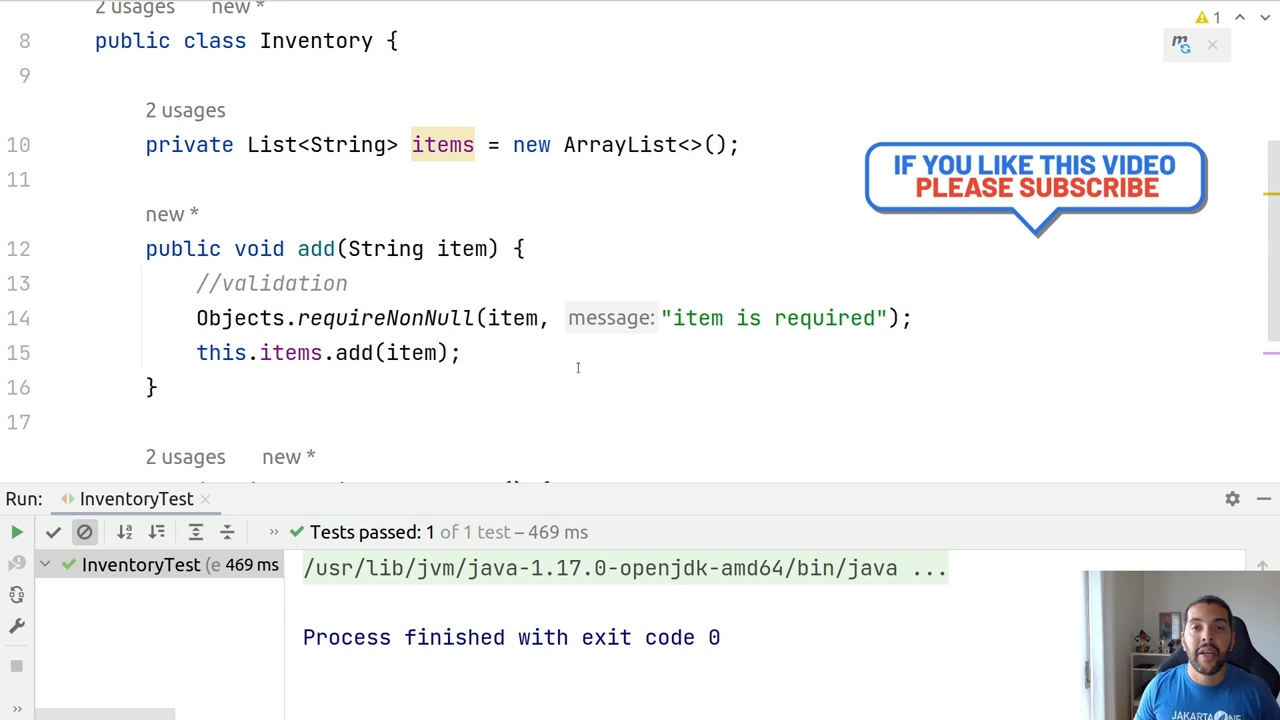 2 usages new *
8 public class Inventory {
9
2 usages
10 private List<String> items = new ArrayList<>();
11
IF YOU LIKE THIS VIDEO
PLEASE SUBSCRIBE
new *
12 public void add(String item) {
13 //validation
14 Objects.requireNonNull(item, message: "item is required");
15 this.items.add(item);
16 }
17
2 usages new *
Run: InventoryTest
Tests passed: 1 of 1 test – 469 ms
InventoryTest (e 469 ms
/usr/lib/jvm/java-1.17.0-openjdk-amd64/bin/java ...
Process finished with exit code 0
1
m
JAKARTAONE